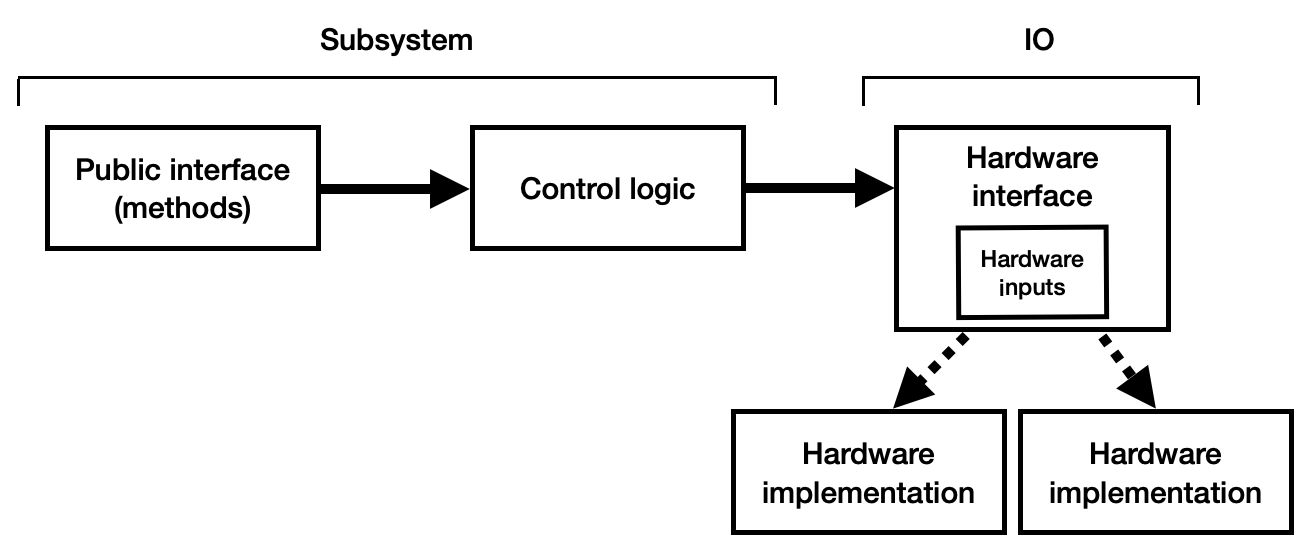 Subsystem
IO
Public interface
(methods)
Control logic
Hardware
interface
Hardware
inputs
Hardware
implementation
Hardware
implementation